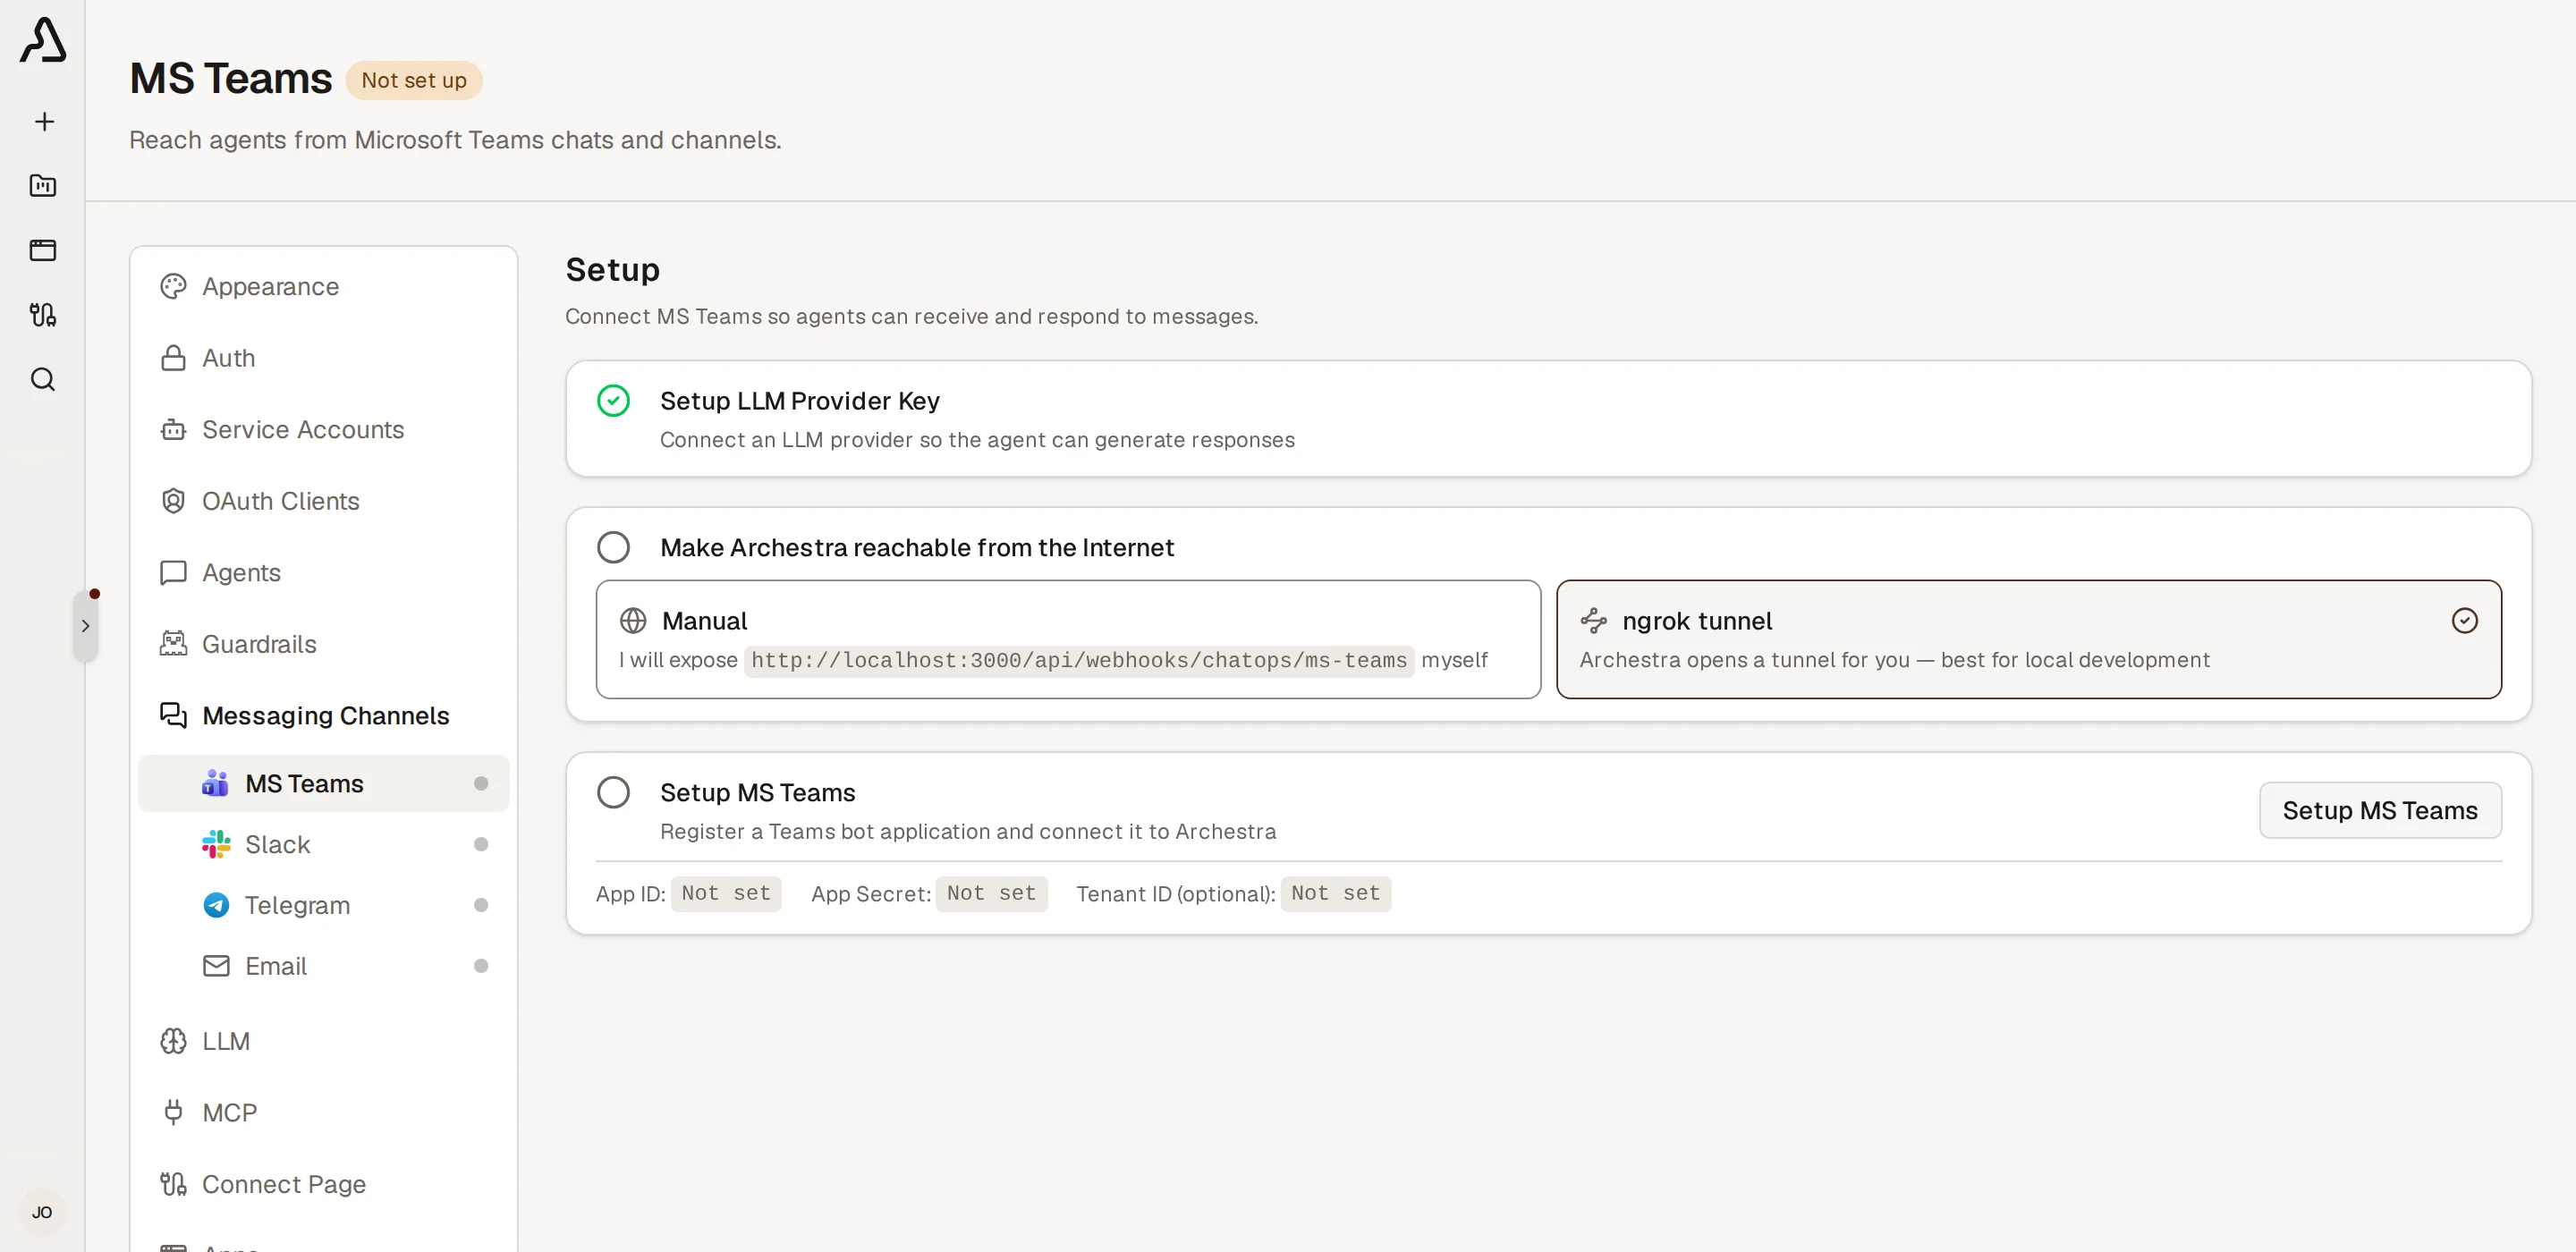 MS Teams
Not set up
Reach agents from Microsoft Teams chats and channels.
Appearance
Auth
Service Accounts
OAuth Clients
Agents
Guardrails
Messaging Channels
MS Teams
Slack
Telegram
Email
LLM
MCP
Connect Page
JO
Setup
Connect MS Teams so agents can receive and respond to messages.
Setup LLM Provider Key
Connect an LLM provider so the agent can generate responses
Make Archestra reachable from the Internet
Manual
I will expose http://localhost:3000/api/webhooks/chatops/ms-teams myself
ngrok tunnel
Archestra opens a tunnel for you — best for local development
Setup MS Teams
Register a Teams bot application and connect it to Archestra
Setup MS Teams
App ID: Not set App Secret: Not set Tenant ID (optional): Not set